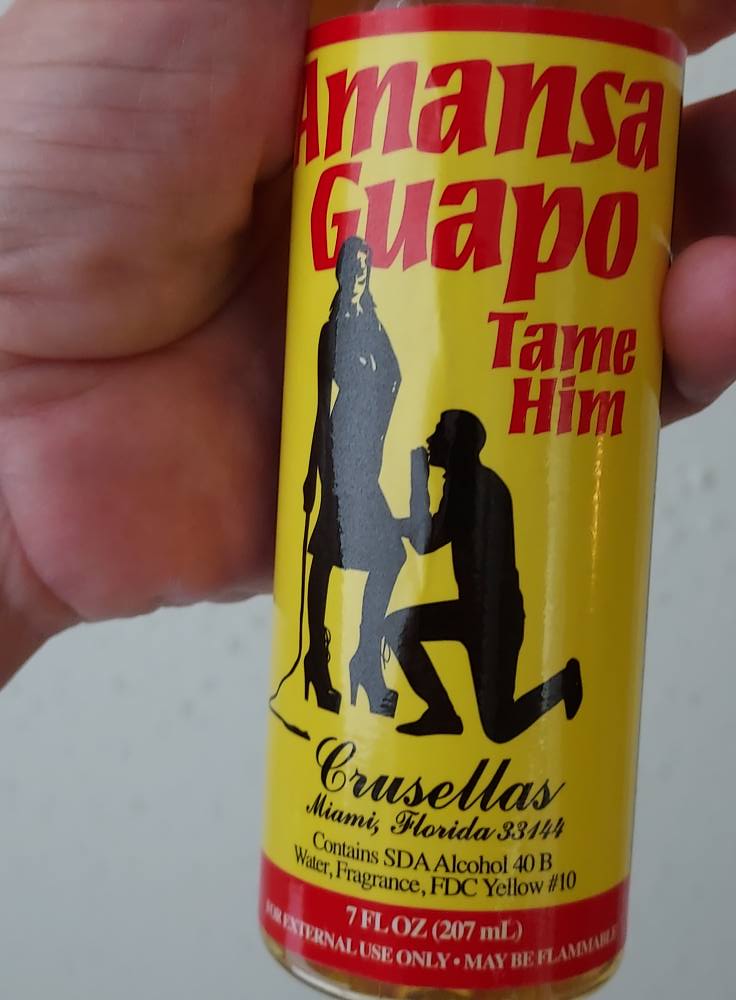 Amansa
Guapo
Tame
Him
Crusellas
Miami, Florida 33144
Contains SDA Alcohol 40 B
Water, Fragrance, FDC Yellow #10
7 FL OZ (207 mL)
FOR EXTERNAL USE ONLY • MAY BE FLAMMABLE